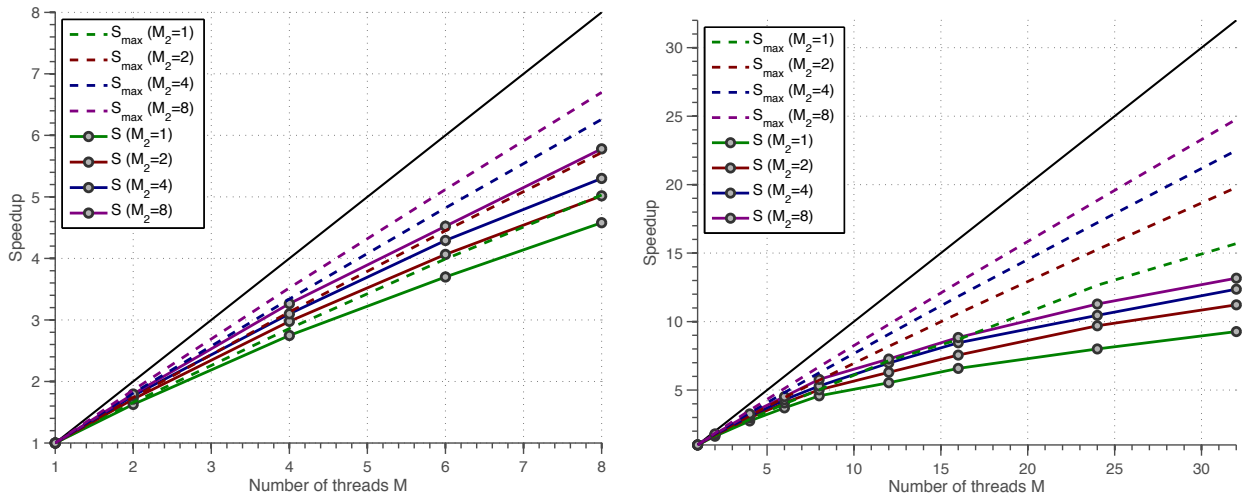 8
7
6
5
4
3
2
1
Speedup
S_max (M_2=1)
S_max (M_2=2)
S_max (M_2=4)
S_max (M_2=8)
S (M_2=1)
S (M_2=2)
S (M_2=4)
S (M_2=8)
1 2 3 4 5 6 7 8
Number of threads M
30
25
20
15
10
5
Speedup
S_max (M_2=1)
S_max (M_2=2)
S_max (M_2=4)
S_max (M_2=8)
S (M_2=1)
S (M_2=2)
S (M_2=4)
S (M_2=8)
5 10 15 20 25 30
Number of threads M